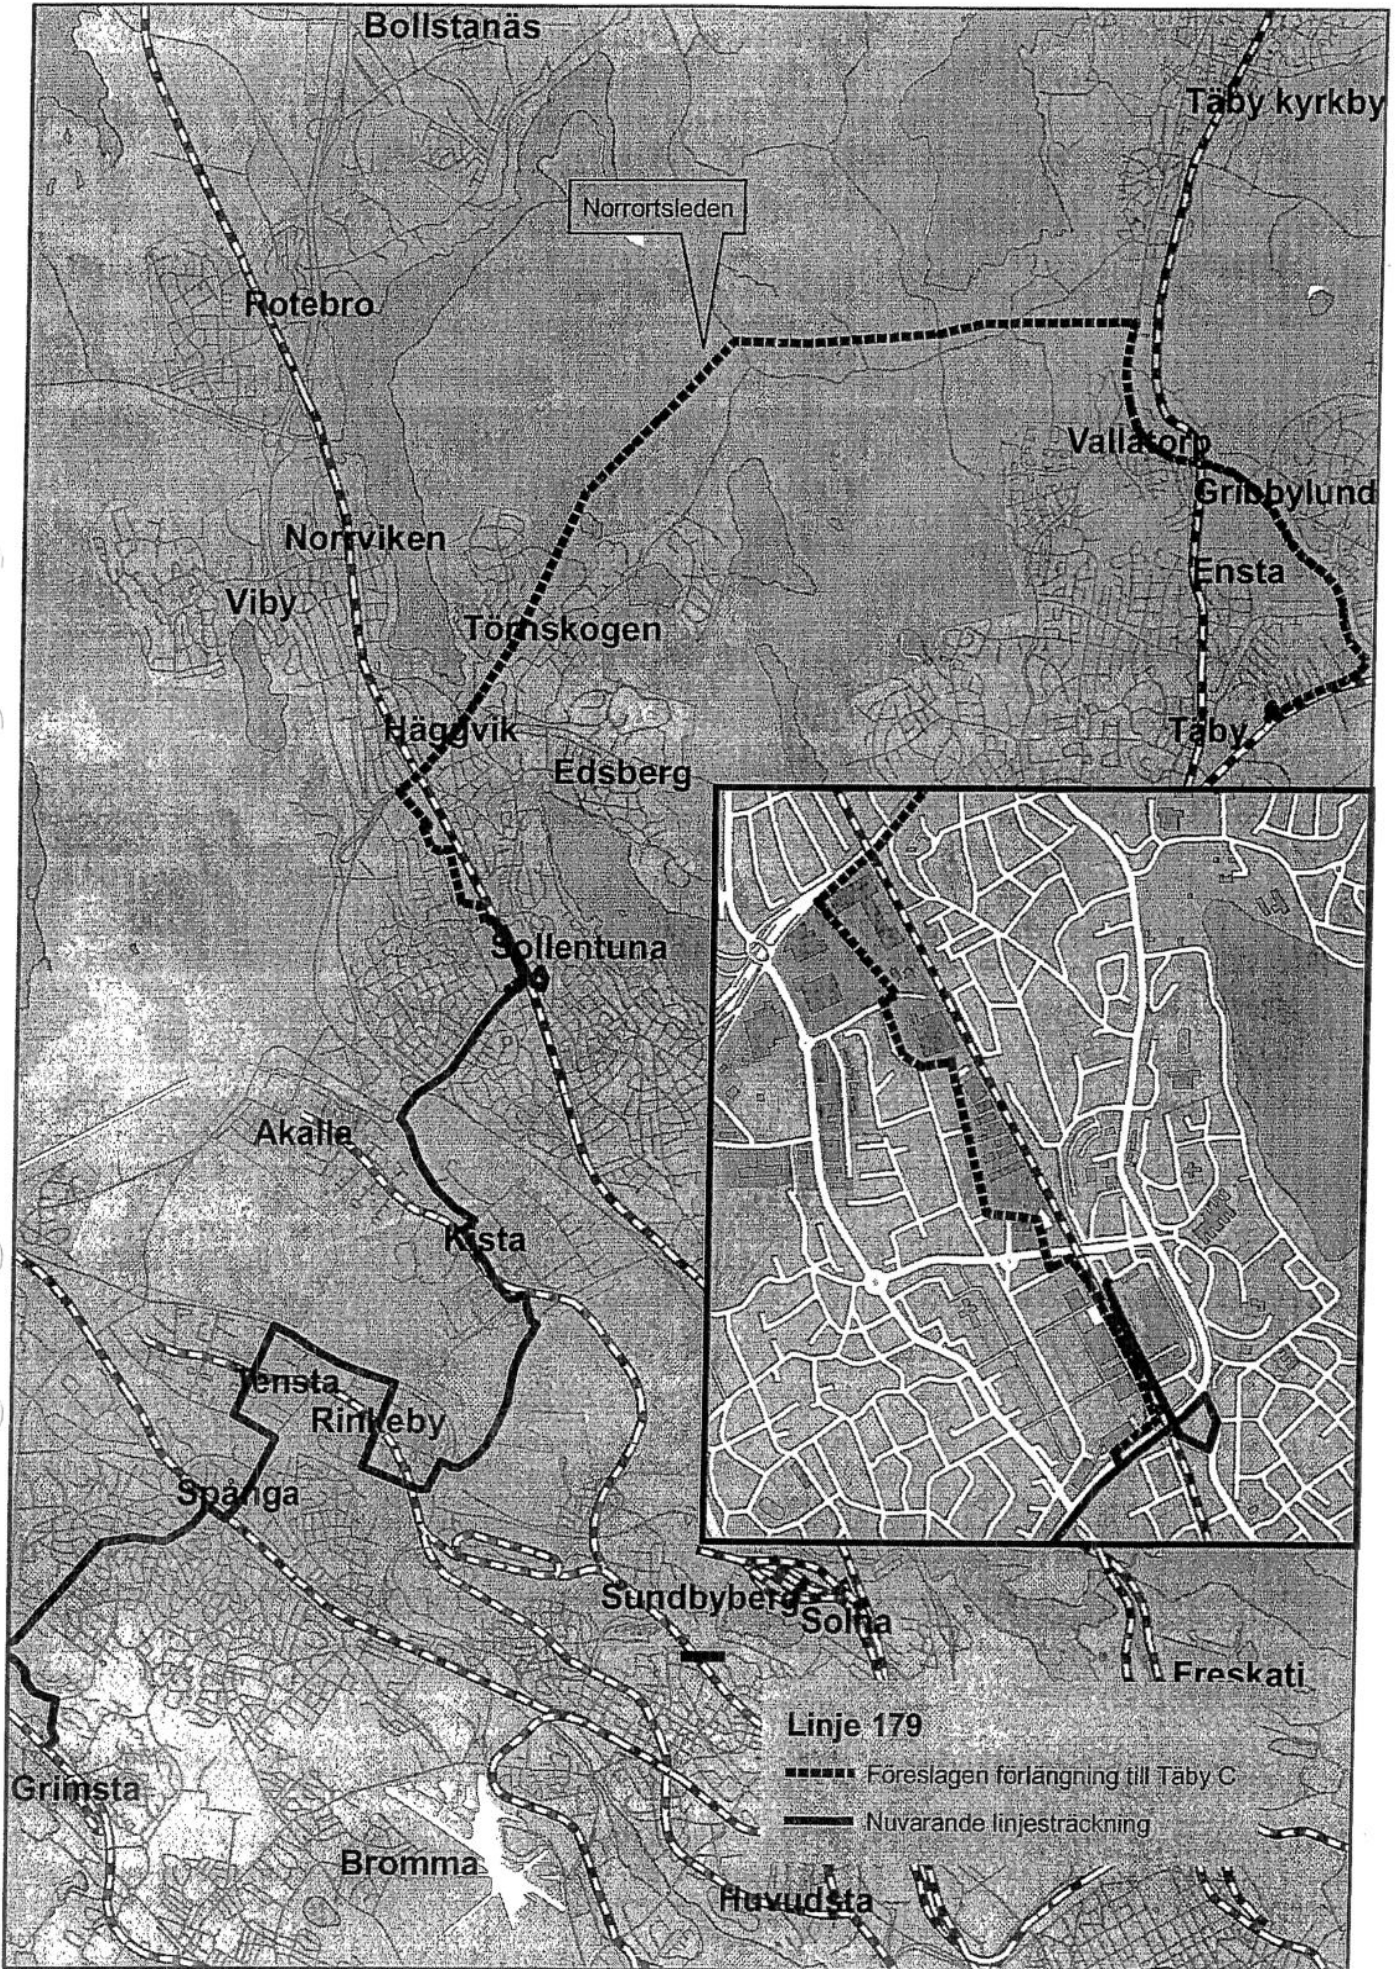 Bollstanäs
Täby kyrkby
Norrortsleden
Rotebro
Vallatorp
Gribbylund
Norrviken
Ensta
Viby
Törnskogen
Häggvik
Täby
Edsberg
Sollentuna
Akalla
Kista
Tensta
Rinkeby
Spånga
Sundbyberg
Solna
Freskati
Linje 179
Föreslagen förlängning till Täby C
Nuvarande linjesträckning
Grimsta
Bromma
Huvudsta